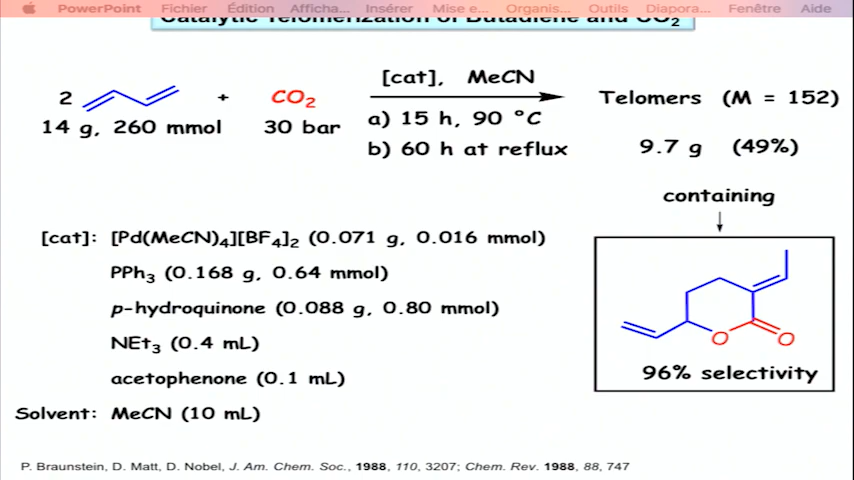 PowerPoint Fichier Édition Afficha... Insérer Mise e... Organis... Outils Diapora... Fenêtre Aide
Catalytic Telomerization of Butadiene and CO2
2 + CO2 [cat], MeCN Telomers (M = 152)
14 g, 260 mmol 30 bar a) 15 h, 90 °C
b) 60 h at reflux 9.7 g (49%)
containing
[cat]: [Pd(MeCN)4][BF4]2 (0.071 g, 0.016 mmol)
PPh3 (0.168 g, 0.64 mmol)
p-hydroquinone (0.088 g, 0.80 mmol)
NEt3 (0.4 mL)
acetophenone (0.1 mL)
Solvent: MeCN (10 mL)
O O
96% selectivity
P. Braunstein, D. Matt, D. Nobel, J. Am. Chem. Soc., 1988, 110, 3207; Chem. Rev. 1988, 88, 747